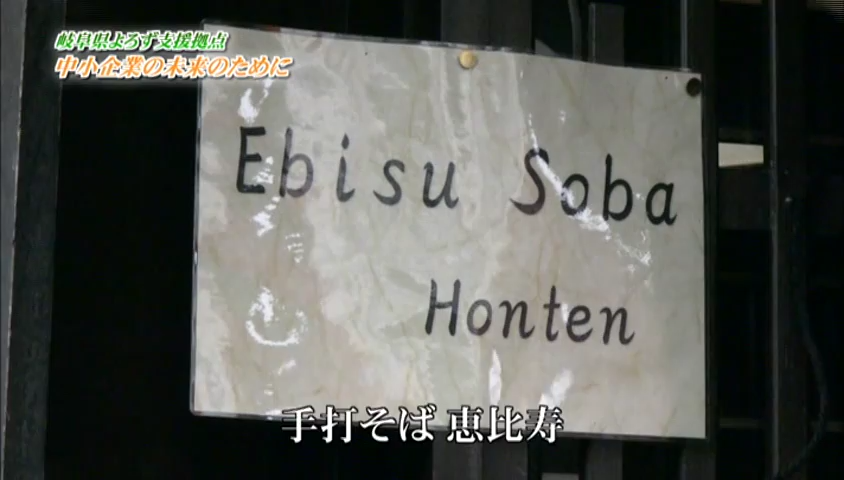 岐阜県よろず支援拠点
中小企業の未来のために
Ebisu Soba
Honten
手打そば 恵比寿